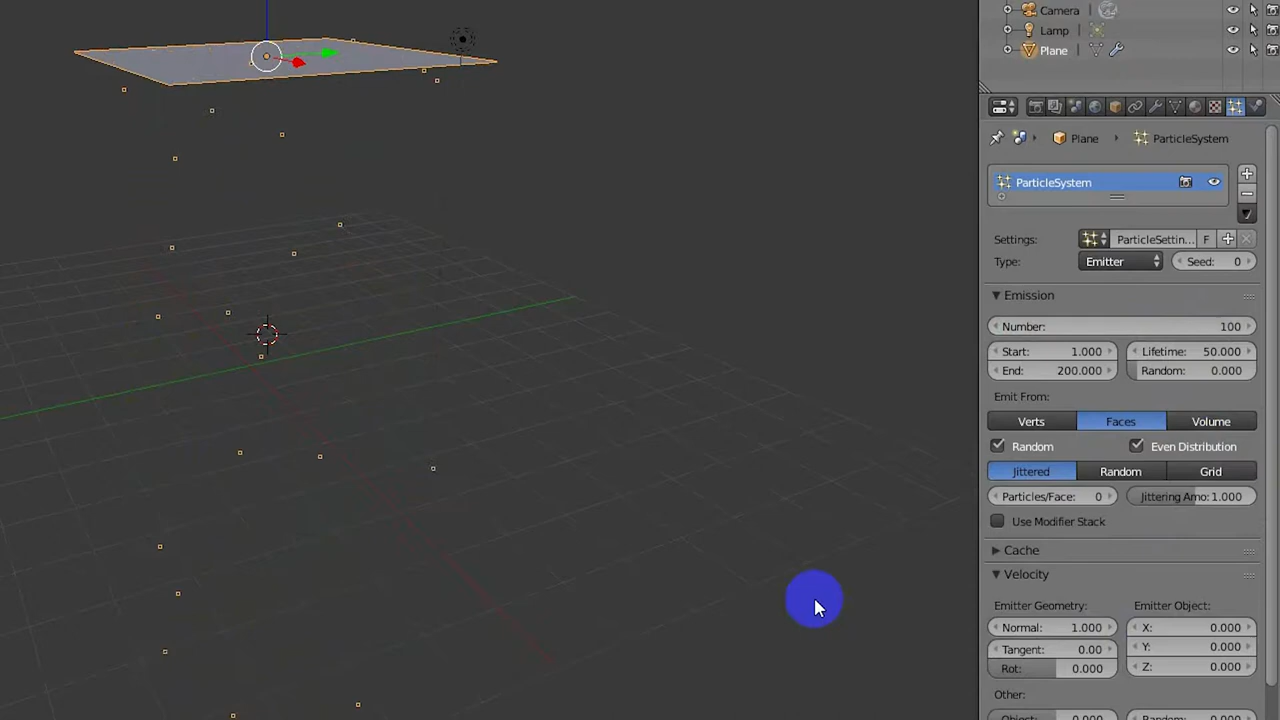 Camera
Lamp
Plane
Plane ParticleSystem
ParticleSystem
Settings: ParticleSettin... F
Type: Emitter Seed: 0
Emission
Number: 100
Start: 1.000 Lifetime: 50.000
End: 200.000 Random: 0.000
Emit From:
Verts Faces Volume
Random Even Distribution
Jittered Random Grid
Particles/Face: 0 Jittering Amo: 1.000
Use Modifier Stack
Cache
Velocity
Emitter Geometry: Emitter Object:
Normal: 1.000 X: 0.000
Tangent: 0.00 Y: 0.000
Rot: 0.000 Z: 0.000
Other:
Object: 0.000 Random: 0.000